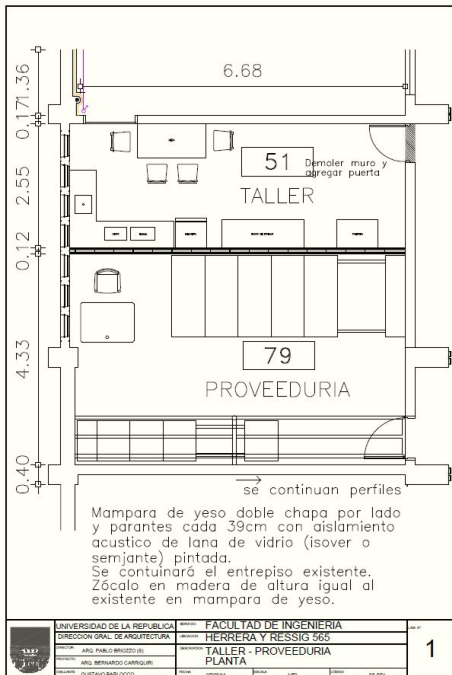 6.68
1.36
0.17
2.55
0.12
4.33
0.40
51
Demoler muro y
agregar puerta
TALLER
79
PROVEEDURIA
se continuan perfiles
Mampara de yeso doble chapa por lado
y parantes cada 39cm con aislamiento
acustico de lana de vidrio (isover o
semjante) pintada.
Se contuinará el entrepiso existente.
Zócalo en madera de altura igual al
existente en mampara de yeso.
UNIVERSIDAD DE LA REPUBLICA
DIRECCION GRAL. DE ARQUITECTURA
ARQ. PABLO BRIOZZO (5)
ARQ. BERNARDO CARRIQUIRI
GUSTAVO BARLOCCO
FACULTAD DE INGENIERIA
HERRERA Y RESSIG 565
TALLER - PROVEEDURIA
PLANTA
1